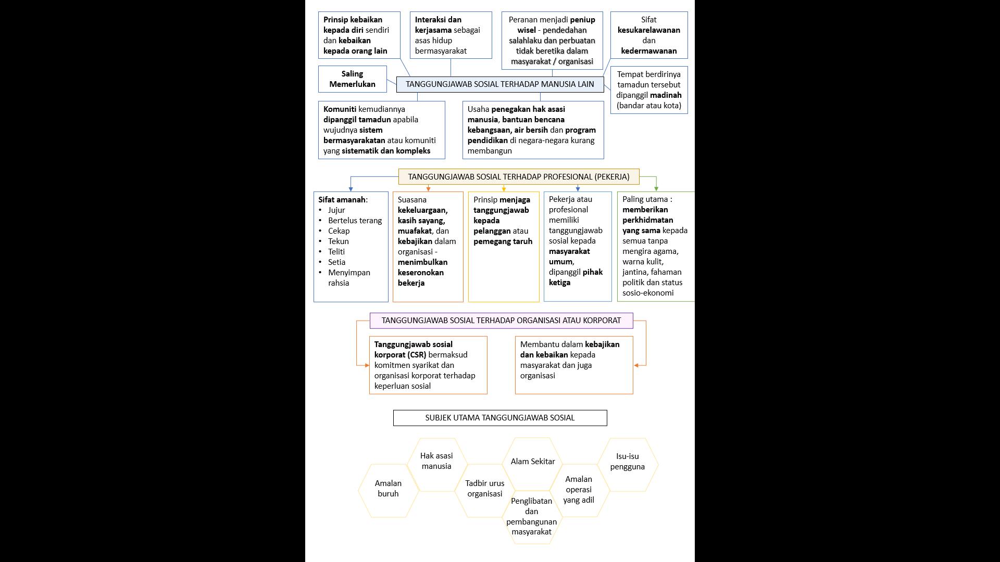 Prinsip kebaikan
kepada diri sendiri
dan kebaikan
kepada orang lain
Interaksi dan
kerjasama sebagai
asas hidup
bermasyarakat
Peranan menjadi peniup
wisel - pendedahan
salahlaku dan perbuatan
tidak beretika dalam
masyarakat / organisasi
Sifat
kesukarelawanan
dan
kedermawanan
Saling
Memerlukan
TANGGUNGJAWAB SOSIAL TERHADAP MANUSIA LAIN
Tempat berdirinya
tamadun tersebut
dipanggil madinah
(bandar atau kota)
Komuniti kemudiannya
dipanggil tamadun apabila
wujudnya sistem
bermasyarakatan atau komuniti
yang sistematik dan kompleks
Usaha penegakan hak asasi
manusia, bantuan bencana
kebangsaan, air bersih dan program
pendidikan di negara-negara kurang
membangun
TANGGUNGJAWAB SOSIAL TERHADAP PROFESIONAL (PEKERJA)
Sifat amanah:
• Jujur
• Bertelus terang
• Cekap
• Tekun
• Teliti
• Setia
• Menyimpan
rahsia
Suasana
kekeluargaan,
kasih sayang,
muafakat, dan
kebajikan dalam
organisasi -
menimbulkan
keseronokan
bekerja
Prinsip menjaga
tanggungjawab
kepada
pelanggan atau
pemegang taruh
Pekerja atau
profesional
memiliki
tanggungjawab
sosial kepada
masyarakat
umum,
dipanggil pihak
ketiga
Paling utama :
memberikan
perkhidmatan
yang sama kepada
semua tanpa
mengira agama,
warna kulit,
jantina, fahaman
politik dan status
sosio-ekonomi
TANGGUNGJAWAB SOSIAL TERHADAP ORGANISASI ATAU KORPORAT
Tanggungjawab sosial
korporat (CSR) bermaksud
komitmen syarikat dan
organisasi korporat terhadap
keperluan sosial
Membantu dalam kebajikan
dan kebaikan kepada
masyarakat dan juga
organisasi
SUBJEK UTAMA TANGGUNGJAWAB SOSIAL
Amalan
buruh
Hak asasi
manusia
Tadbir urus
organisasi
Alam Sekitar
Penglibatan
dan
pembangunan
masyarakat
Amalan
operasi
yang adil
Isu-isu
pengguna